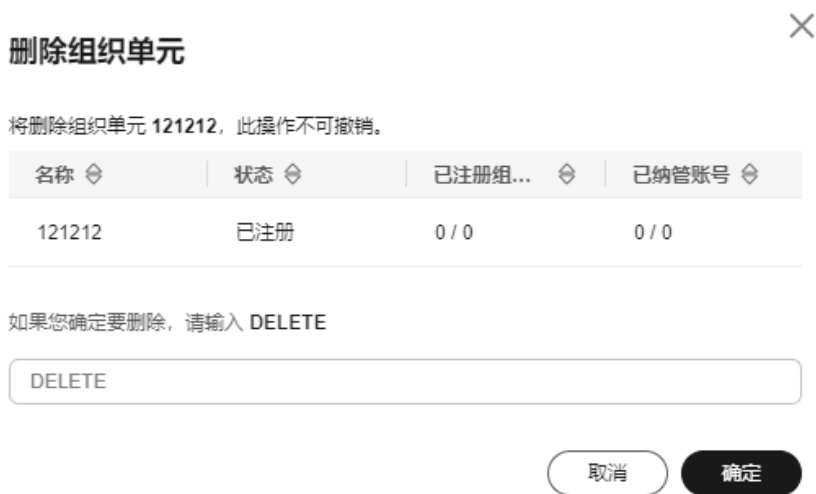 删除组织单元
将删除组织单元 121212，此操作不可撤销。
名称 状态 已注册组... 已纳管账号
121212 已注册 0 / 0 0 / 0
如果您确定要删除，请输入 DELETE
DELETE
取消 确定